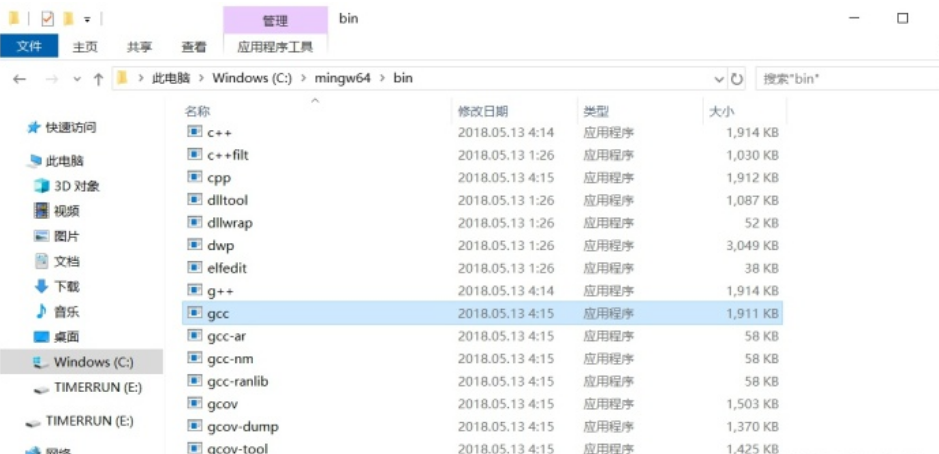 管理
bin
文件
主页
共享
查看
应用程序工具
此电脑 > Windows (C:) > mingw64 > bin
搜索"bin"
快速访问
此电脑
3D 对象
视频
图片
文档
下载
音乐
桌面
Windows (C:)
TIMERRUN (E:)
TIMERRUN (E:)
网络
名称 修改日期 类型 大小
c++ 2018.05.13 4:14 应用程序 1,914 KB
c++filt 2018.05.13 1:26 应用程序 1,030 KB
cpp 2018.05.13 4:15 应用程序 1,912 KB
dlltool 2018.05.13 1:26 应用程序 1,087 KB
dllwrap 2018.05.13 1:26 应用程序 52 KB
dwp 2018.05.13 1:26 应用程序 3,049 KB
elfedit 2018.05.13 1:26 应用程序 38 KB
g++ 2018.05.13 4:14 应用程序 1,914 KB
gcc 2018.05.13 4:15 应用程序 1,911 KB
gcc-ar 2018.05.13 4:15 应用程序 58 KB
gcc-nm 2018.05.13 4:15 应用程序 58 KB
gcc-ranlib 2018.05.13 4:15 应用程序 58 KB
gcov 2018.05.13 4:15 应用程序 1,503 KB
gcov-dump 2018.05.13 4:15 应用程序 1,370 KB
gcov-tool 2018.05.13 4:15 应用程序 1,425 KB